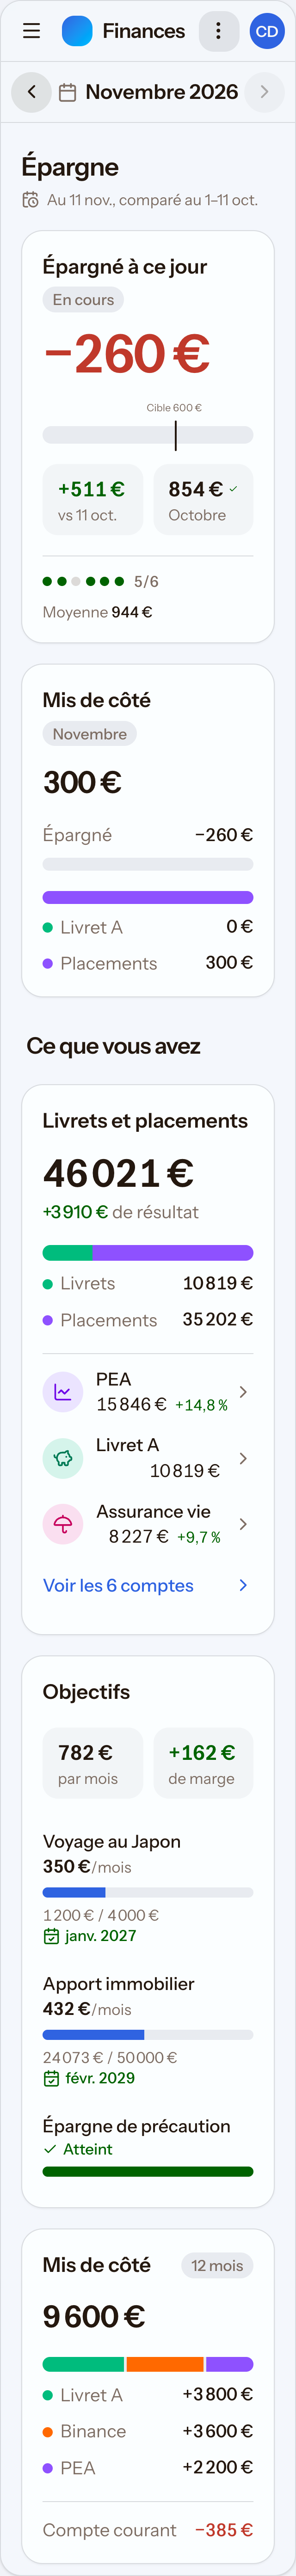 Finances
CD
Novembre 2026
Épargne
Au 11 nov., comparé au 1–11 oct.
Épargné à ce jour
En cours
−260 €
Cible 600 €
+511 €
vs 11 oct.
854 €
Octobre
5/6
Moyenne 944 €
Mis de côté
Novembre
300 €
Épargné −260 €
Livret A 0 €
Placements 300 €
Ce que vous avez
Livrets et placements
46 021 €
+3 910 € de résultat
Livrets 10 819 €
Placements 35 202 €
PEA
15 846 € +14,8 %
Livret A
10 819 €
Assurance vie
8 227 € +9,7 %
Voir les 6 comptes
Objectifs
782 €
par mois
+162 €
de marge
Voyage au Japon
350 €/mois
1 200 € / 4 000 €
janv. 2027
Apport immobilier
432 €/mois
24 073 € / 50 000 €
févr. 2029
Épargne de précaution
Atteint
Mis de côté 12 mois
9 600 €
Livret A +3 800 €
Binance +3 600 €
PEA +2 200 €
Compte courant −385 €